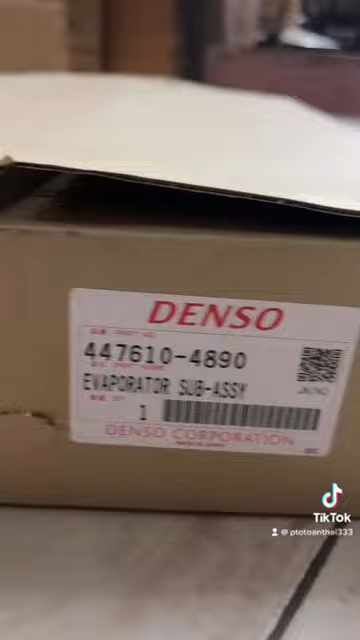 DENSO
447610-4890
EVAPORATOR SUB-ASSY
1
DENSO CORPORATION
TikTok
@ptotoanthai333